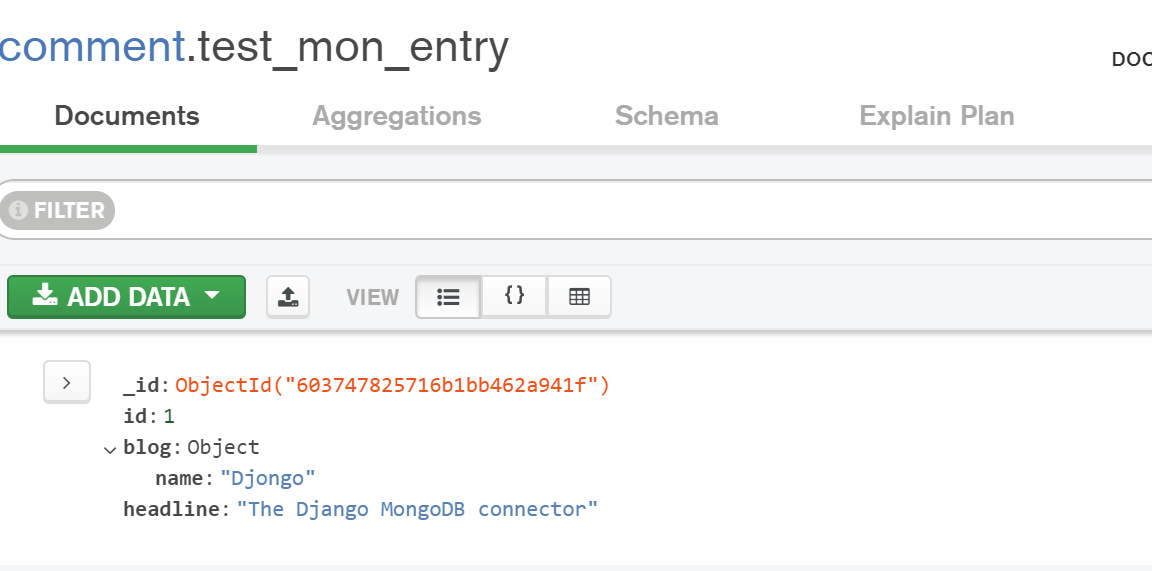 comment.test_mon_entry
DOC
Documents Aggregations Schema Explain Plan
FILTER
ADD DATA VIEW {}
_id: ObjectId("603747825716b1bb462a941f")
id: 1
blog: Object
name: "Djongo"
headline: "The Django MongoDB connector"